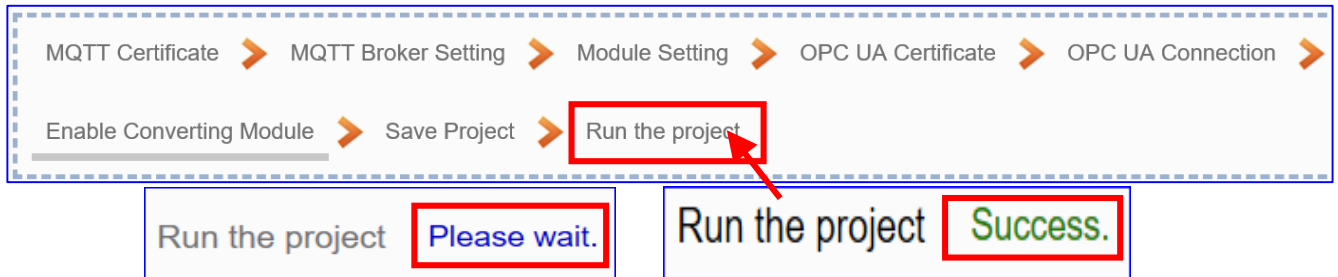 MQTT Certificate MQTT Broker Setting Module Setting OPC UA Certificate OPC UA Connection
Enable Converting Module Save Project Run the project
Run the project Please wait. Run the project Success.